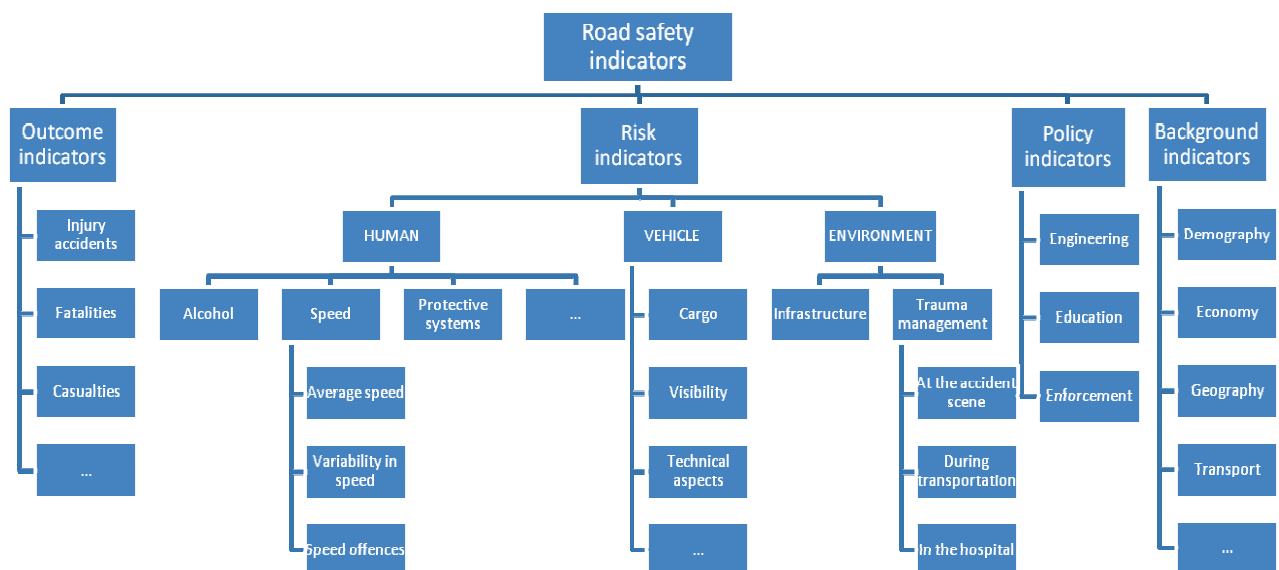 Road safety
indicators
Outcome
indicators
Risk
indicators
Policy
indicators
Background
indicators
Injury
accidents
Fatalities
Casualties
...
HUMAN
VEHICLE
ENVIRONMENT
Alcohol
Speed
Protective
systems
...
Average speed
Variability in
speed
Speed offences
Cargo
Visibility
Technical
aspects
...
Infrastructure
Trauma
management
At the accident
scene
During
transportation
In the hospital
Engineering
Education
Enforcement
Demography
Economy
Geography
Transport
...